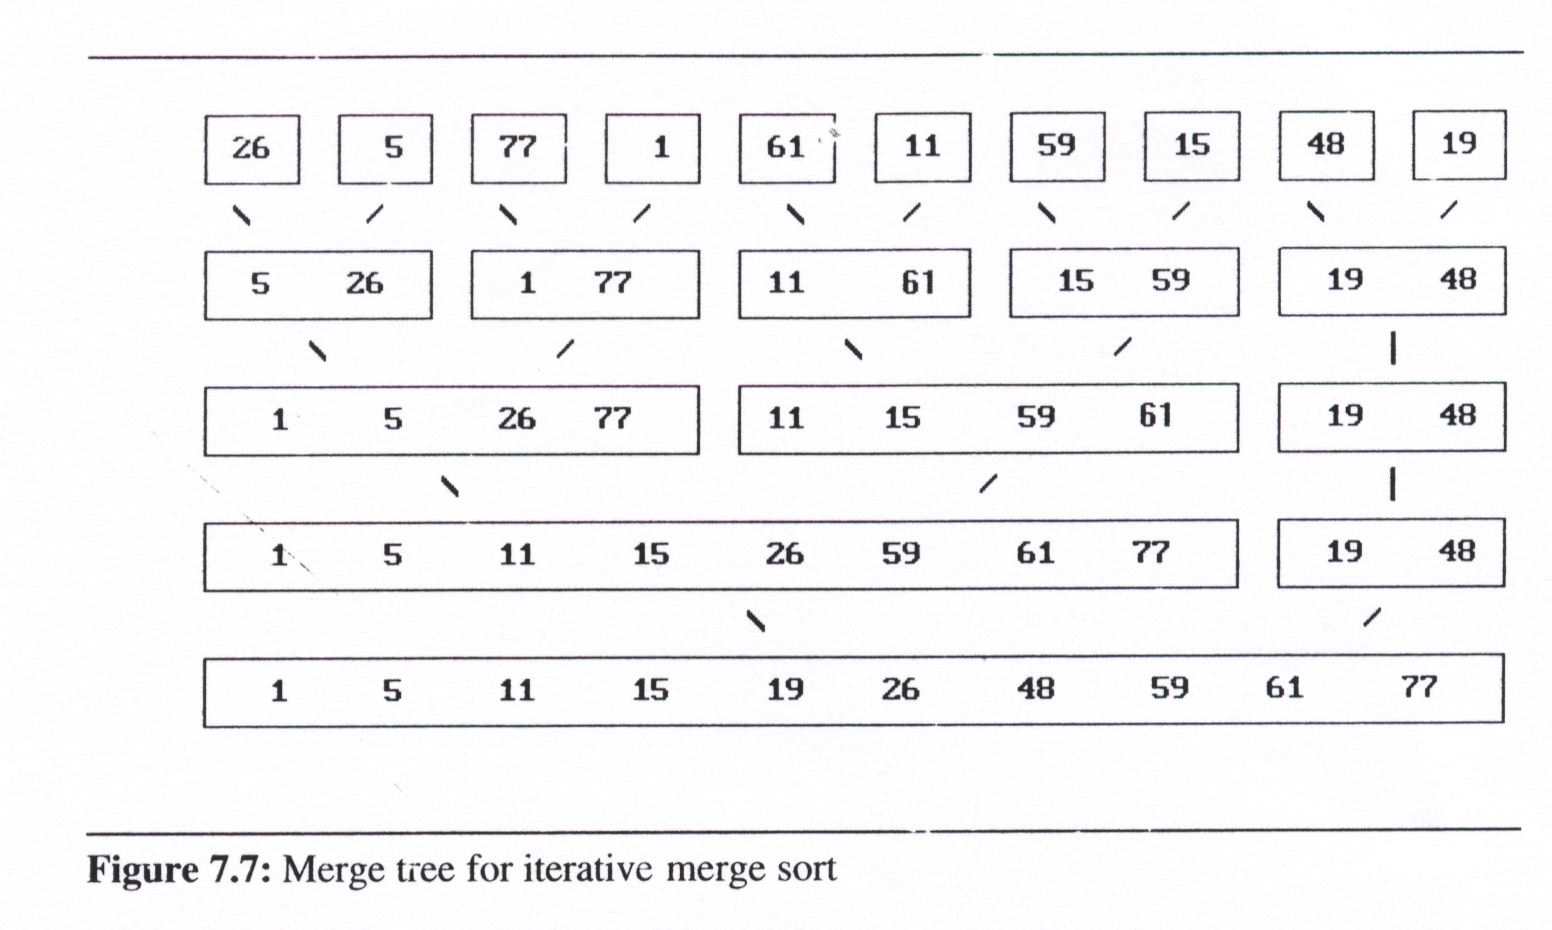 26 5 77 1 61 11 59 15 48 19
5 26 1 77 11 61 15 59 19 48
1 5 26 77 11 15 59 61 19 48
1 5 11 15 26 59 61 77 19 48
1 5 11 15 19 26 48 59 61 77
Figure 7.7: Merge tree for iterative merge sort